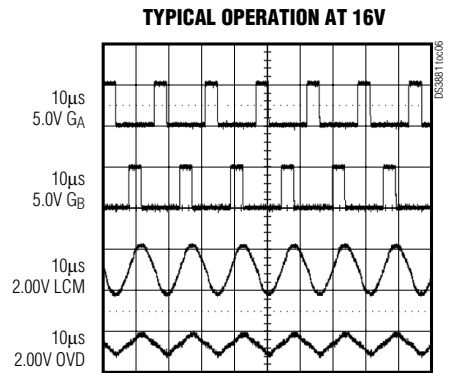 TYPICAL OPERATION AT 16V
DS3881 toc06
10μs
5.0V GA
10μs
5.0V GB
10μs
2.00V LCM
10μs
2.00V OVD